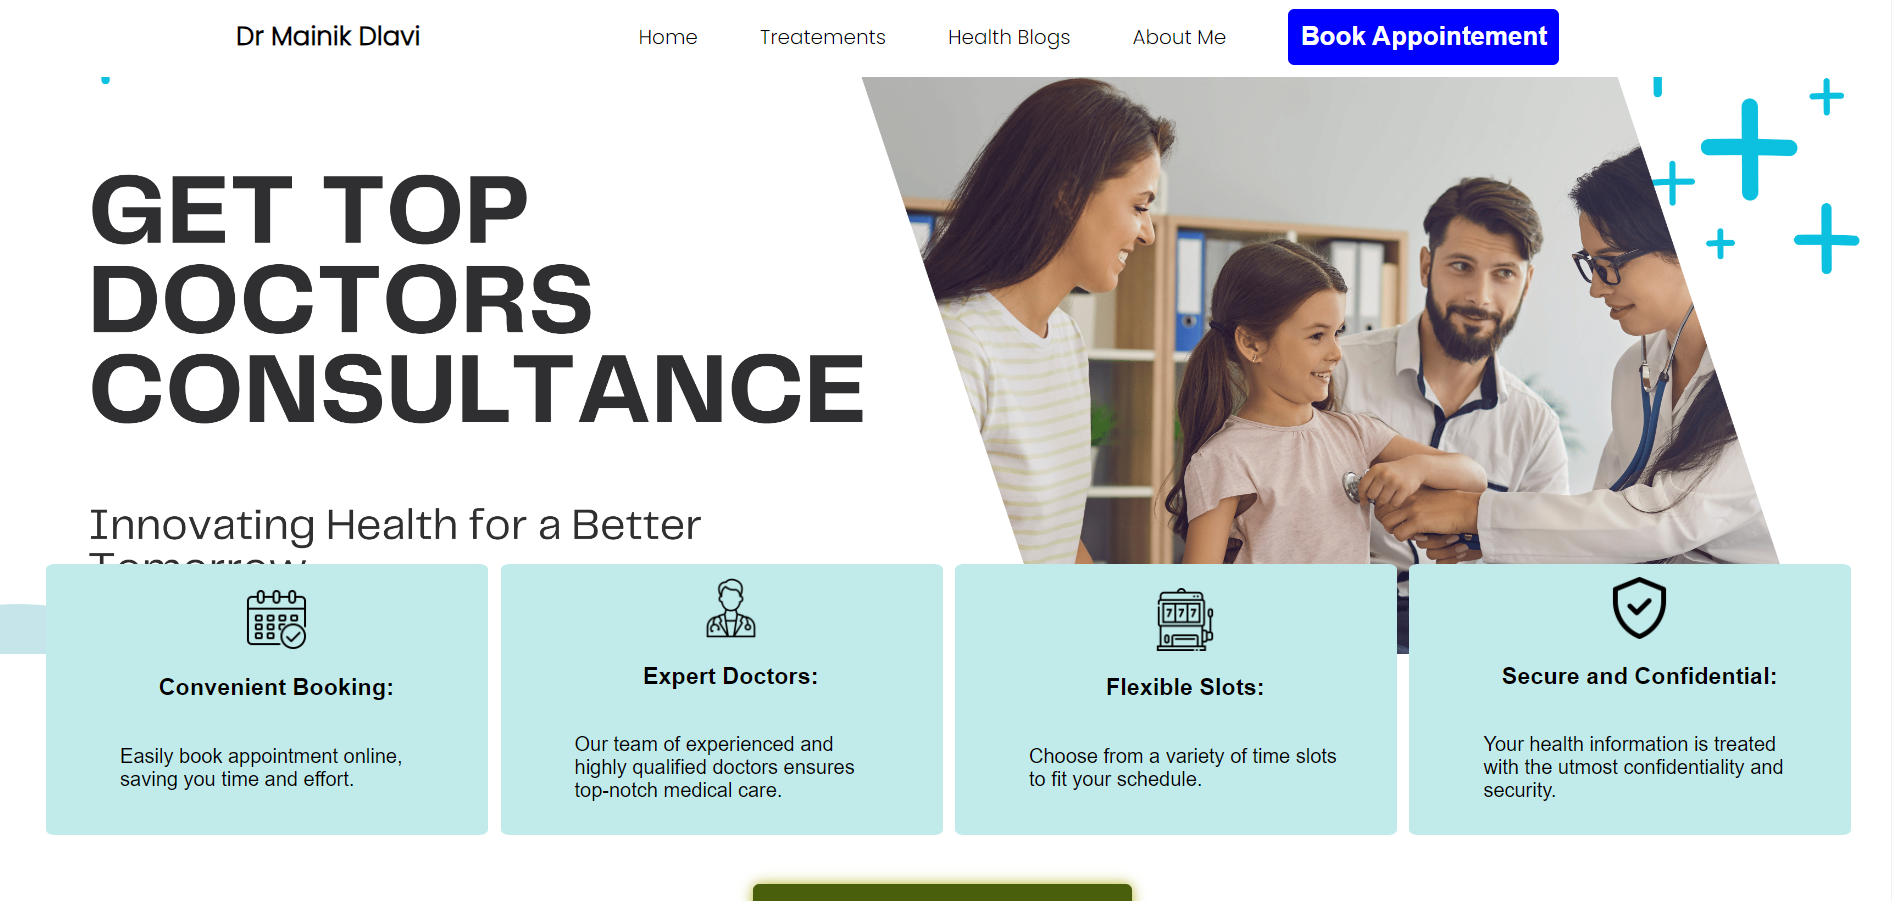 Dr Mainik Dlavi
Home
Treatements
Health Blogs
About Me
Book Appointement
GET TOP
DOCTORS
CONSULTANCE
Innovating Health for a Better
Tomorrow
777
Convenient Booking:
Easily book appointment online,
saving you time and effort.
Expert Doctors:
Our team of experienced and
highly qualified doctors ensures
top-notch medical care.
Flexible Slots:
Choose from a variety of time slots
to fit your schedule.
Secure and Confidential:
Your health information is treated
with the utmost confidentiality and
security.